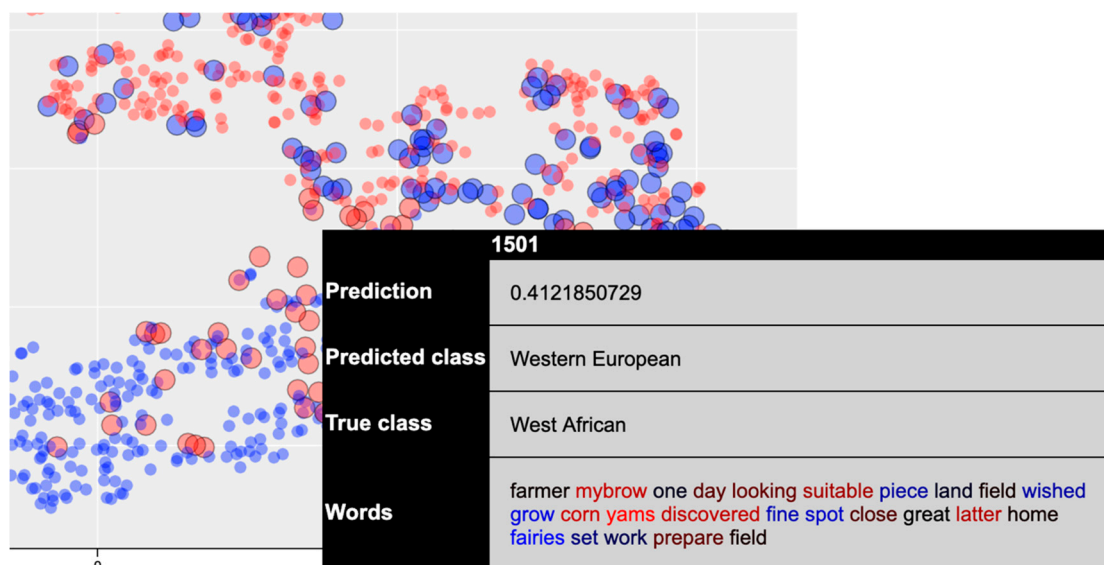 1501
Prediction 0.4121850729
Predicted class Western European
True class West African
Words
farmer mybrow one day looking suitable piece land field wished
grow corn yams discovered fine spot close great latter home
fairies set work prepare field